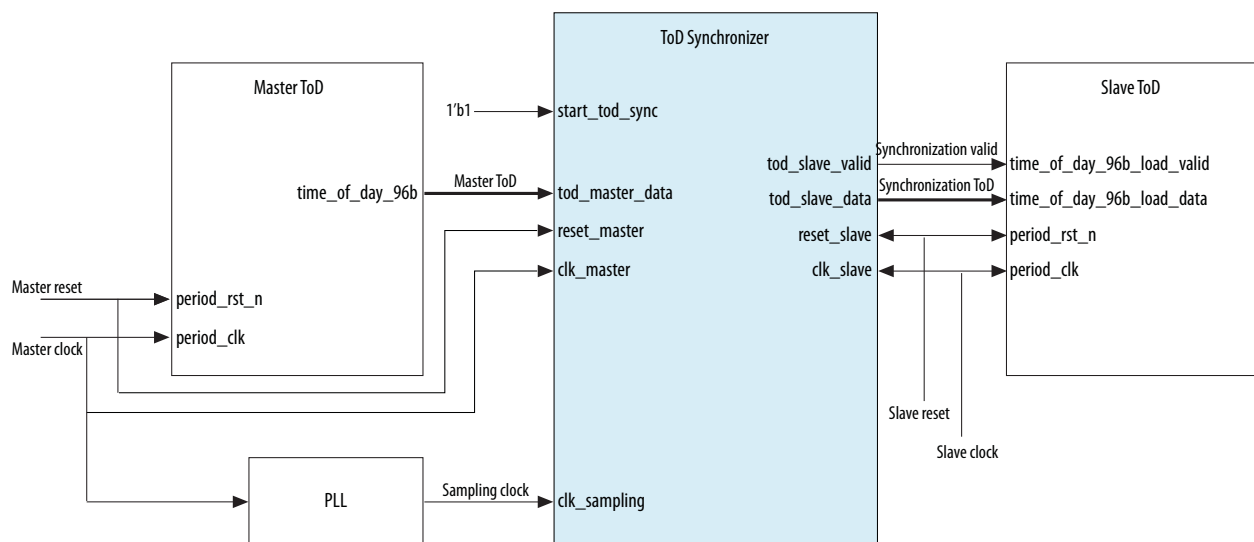 ToD Synchronizer
Master ToD
Slave ToD
1'b1
start_tod_sync
Synchronization valid
tod_slave_valid
time_of_day_96b_load_valid
time_of_day_96b
Master ToD
tod_master_data
tod_slave_data
Synchronization ToD
time_of_day_96b_load_data
reset_master
reset_slave
period_rst_n
clk_master
clk_slave
period_clk
Master reset
period_rst_n
Master clock
period_clk
Slave reset
Slave clock
PLL
Sampling clock
clk_sampling